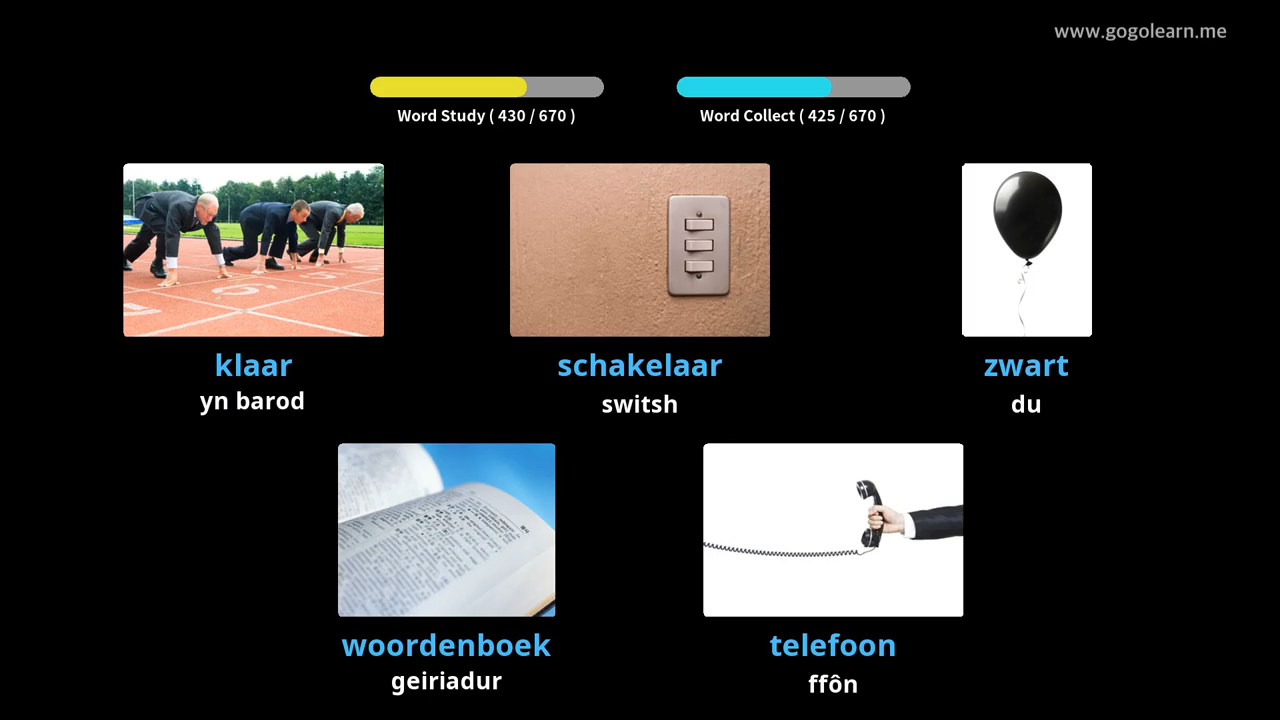 www.gogolearn.me
Word Study ( 430 / 670 )
Word Collect ( 425 / 670 )
klaar
yn barod
schakelaar
switsh
zwart
du
woordenboek
geiriadur
telefoon
ffôn